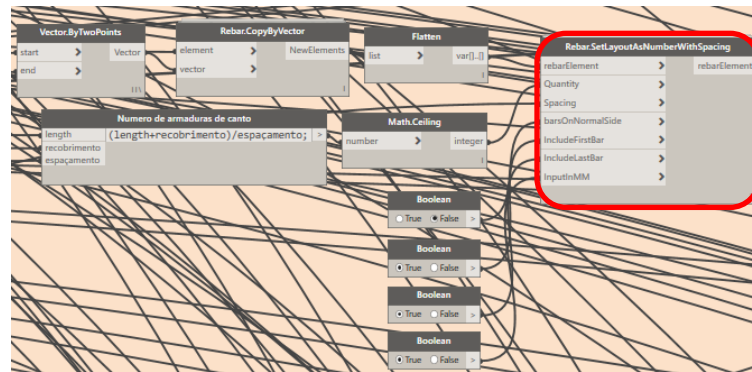 Vector.ByTwoPoints
start > Vector
end >
Rebar.CopyByVector
element > NewElements
vector >
Flatten
list > var[]..[]
Rebar.SetLayoutAsNumberWithSpacing
rebarElement > rebarElement
Quantity >
Spacing >
barsOnNormalSide >
IncludeFirstBar >
IncludeLastBar >
InputInMM >
Numero de armaduras de canto
length (length+recobrimento)/espaçamento; >
recobrimento
espaçamento
Math.Ceiling
number > integer
Boolean
True False >
Boolean
True False >
Boolean
True False >
Boolean
True False >